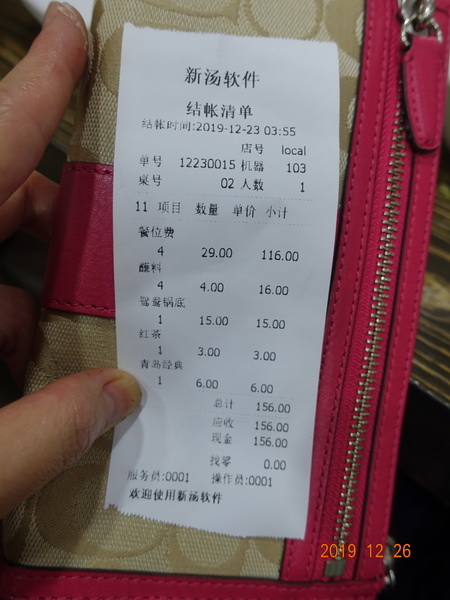 新汤软件
结帐清单
结帐时间:2019-12-23 03:55
店号 local
单号 12230015 机器 103
桌号 02 人数 1
11 项目 数量 单价 小计
餐位费
4 29.00 116.00
蘸料
4 4.00 16.00
鸳鸯锅底
1 15.00 15.00
红茶
1 3.00 3.00
青岛经典
1 6.00 6.00
总计 156.00
应收 156.00
现金 156.00
找零 0.00
服务员:0001 操作员:0001
欢迎使用新汤软件
2019 12 26